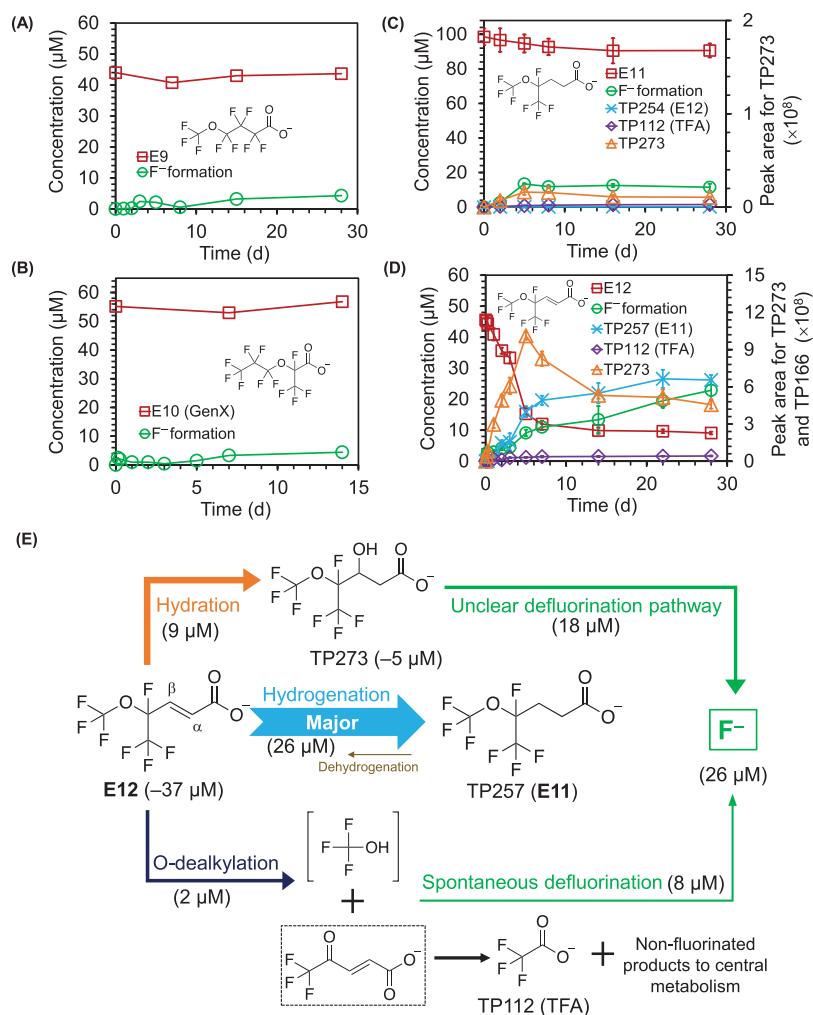 (A)
60
50
40
30
20
10
0
Concentration (µM)
0 10 20 30
Time (d)
F F F F O
F O O⁻
F F F F F F
E9
F⁻formation
(B)
60
50
40
30
20
10
0
Concentration (µM)
0 5 10 15
Time (d)
F F F F F O
F O O⁻
F F F F F
E10 (GenX)
F⁻formation
(C)
100
80
60
40
20
0
Concentration (µM)
2
1
0
Peak area for TP273
(×10⁸)
0 10 20 30
Time (d)
F O
F O O⁻
F F F F F
E11
F⁻ formation
TP254 (E12)
TP112 (TFA)
TP273
(D)
60
50
40
30
20
10
0
Concentration (µM)
15
12
9
6
3
0
Peak area for TP273
and TP166 (×10⁸)
0 10 20 30
Time (d)
F O
F O O⁻
F F F F F
E12
F⁻formation
TP257 (E11)
TP112 (TFA)
TP273
(E)
Hydration
(9 µM)
F OH O
F O O⁻
F F F F F
TP273 (–5 µM)
Unclear defluorination pathway
(18 µM)
F β O
F O α O⁻
F F F F F
E12 (–37 µM)
Hydrogenation
Major
(26 µM)
Dehydrogenation
F O
F O O⁻
F F F F F
TP257 (E11)
F⁻
(26 µM)
O-dealkylation
(2 µM)
F
F OH
F
+
Spontaneous defluorination (8 µM)
O O
F O⁻
F F
F O
F O⁻
F
TP112 (TFA)
+
Non-fluorinated
products to central
metabolism